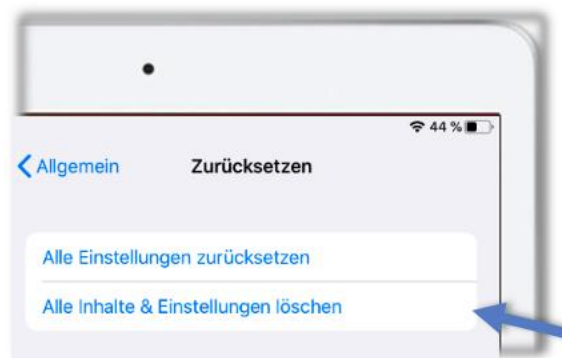 44 %
Allgemein Zurücksetzen
Alle Einstellungen zurücksetzen
Alle Inhalte & Einstellungen löschen